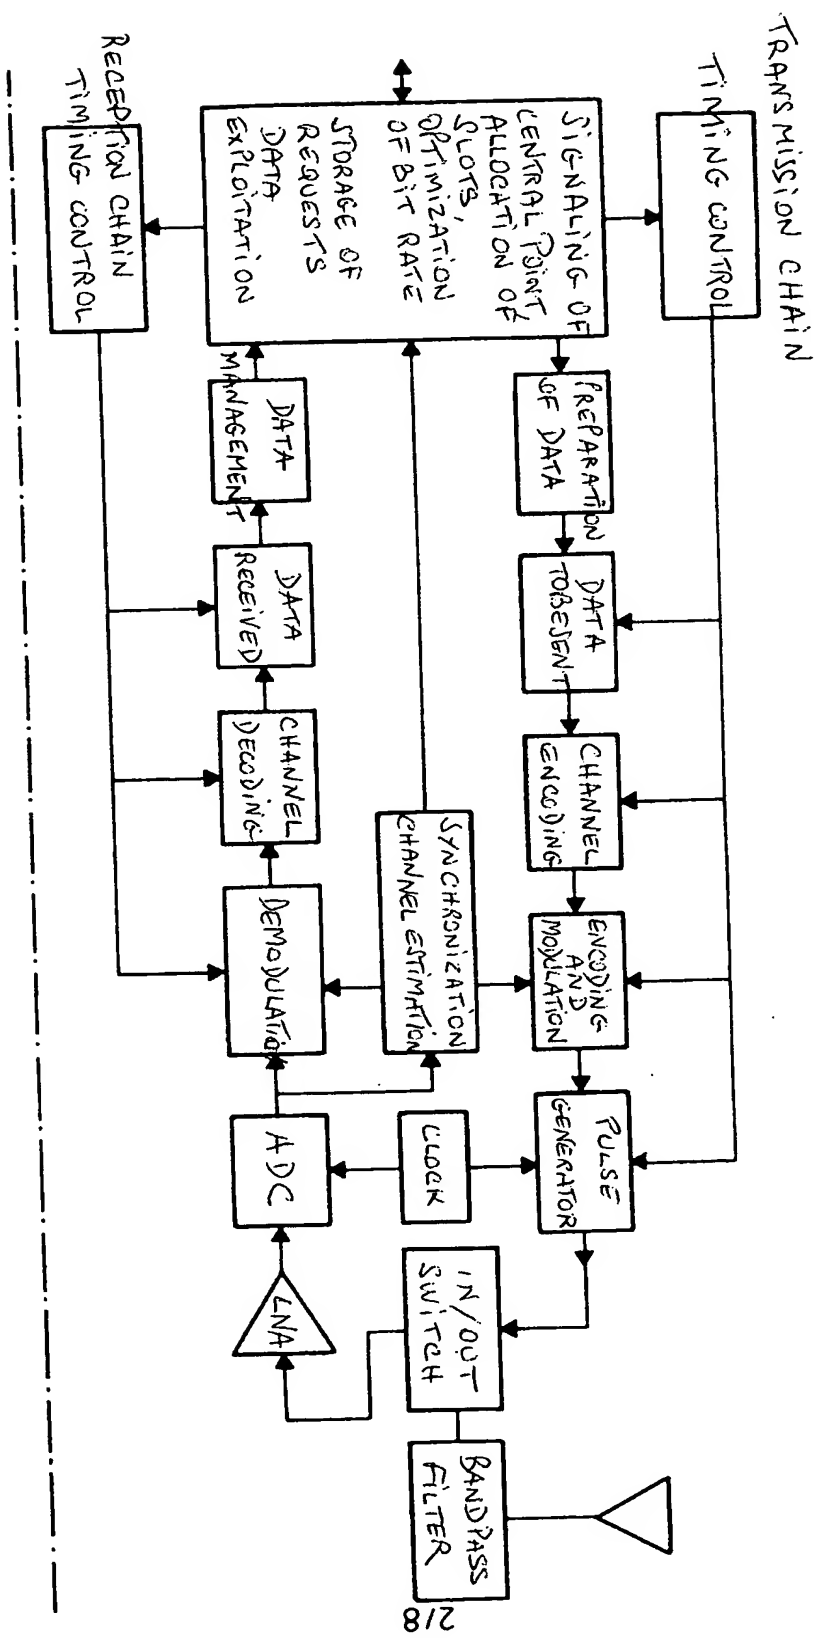 TRANSMISSION CHAIN
TIMING CONTROL
SIGNALING OF
CENTRAL POINT
ALLOCATION OF
SLOTS,
OPTIMIZATION
OF BIT RATE
STORAGE OF
REQUESTS
DATA
EXPLOITATION
PREPARATION
OF DATA
DATA
TO BE SENT
CHANNEL
ENCODING
ENCODING
AND
MODULATION
PULSE
GENERATOR
SYNCHRONIZATION
CHANNEL ESTIMATION
CLOCK
IN/OUT
SWITCH
BANDPASS
FILTER
DATA
MANAGEMENT
DATA
RECEIVED
CHANNEL
DECODING
DEMODULATION
ADC
LNA
RECEPTION CHAIN
TIMING CONTROL
2/8